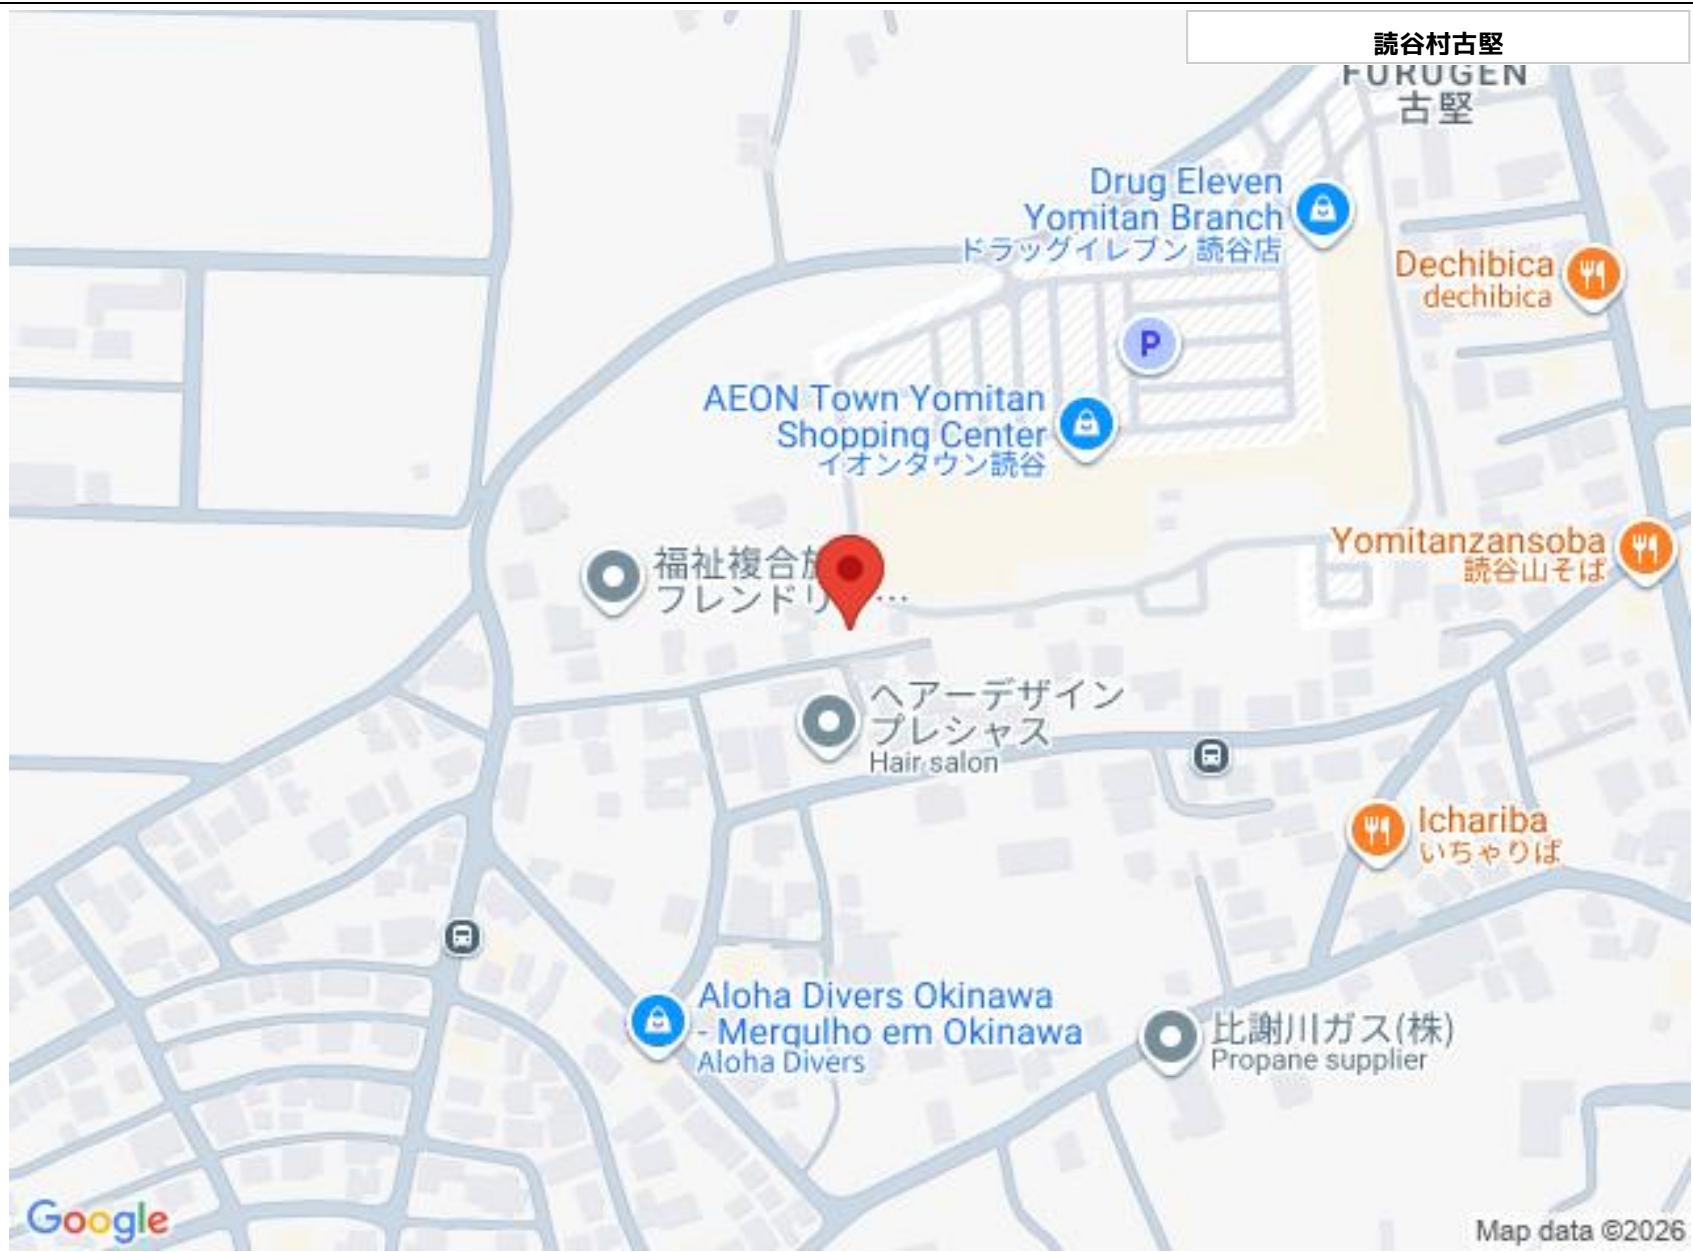 読谷村古堅
FURUGEN
古堅
Drug Eleven
Yomitan Branch
ドラッグイレブン 読谷店
Dechibica
dechibica
P
AEON Town Yomitan
Shopping Center
イオンタウン読谷
Yomitanzansoba
読谷山そば
福祉複合
フレンドリ…
ヘアーデザイン
プレシャス
Hair salon
Ichariba
いちゃりば
Aloha Divers Okinawa
- Mergulho em Okinawa
Aloha Divers
比謝川ガス(株)
Propane supplier
Google
Map data ©2026